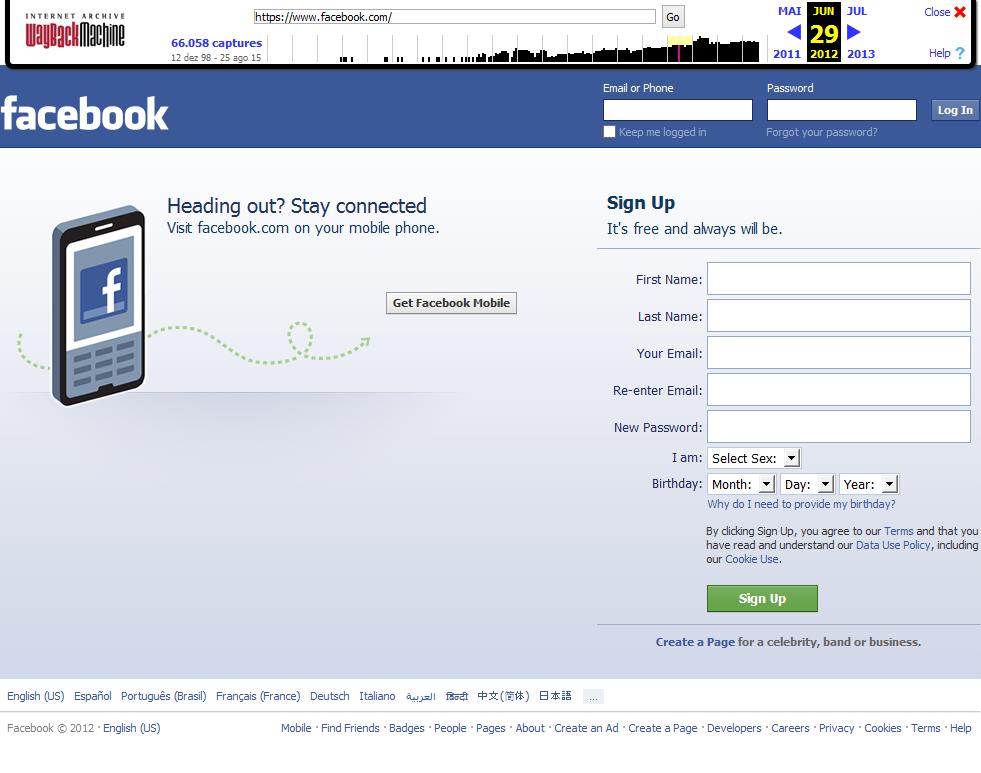 INTERNET ARCHIVE
WayBackMachine
https://www.facebook.com/
Go
66.058 captures
12 dez 98 - 25 ago 15
MAI JUN JUL
29
2011 2012 2013
Close
Help ?
facebook
Email or Phone
Password
Log In
Keep me logged in
Forgot your password?
Heading out? Stay connected
Visit facebook.com on your mobile phone.
f
Get Facebook Mobile
Sign Up
It's free and always will be.
First Name:
Last Name:
Your Email:
Re-enter Email:
New Password:
I am: Select Sex:
Birthday: Month: Day: Year:
Why do I need to provide my birthday?
By clicking Sign Up, you agree to our Terms and that you
have read and understand our Data Use Policy, including
our Cookie Use.
Sign Up
Create a Page for a celebrity, band or business.
English (US) Español Português (Brasil) Français (France) Deutsch Italiano العربية हिन्दी 中文(简体) 日本語 ...
Facebook © 2012 · English (US)
Mobile · Find Friends · Badges · People · Pages · About · Create an Ad · Create a Page · Developers · Careers · Privacy · Cookies · Terms · Help